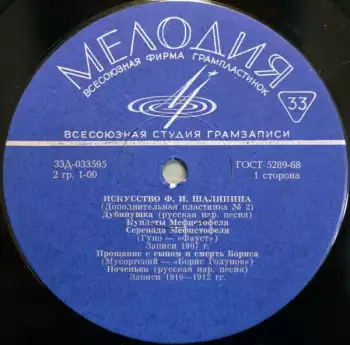 МЕЛОДИЯ
ВСЕСОЮЗНАЯ ФИРМА ГРАМПЛАСТИНОК
33
ВСЕСОЮЗНАЯ СТУДИЯ ГРАМЗАПИСИ
33Д-033595
2 гр. 1-00
ГОСТ 5289-68
1 сторона
ИСКУССТВО Ф. И. ШАЛЯПИНА
(Дополнительная пластинка № 2)
Дубинушка (русская нар. песня)
Куплеты Мефистофеля
Серенада Мефистофеля
(Гуно — «Фауст»)
Записи 1907 г.
Прощание с сыном и смерть Бориса
(Мусоргский — «Борис Годунов»)
Ноченька (русская нар. песня)
Записи 1910—1912 гг.